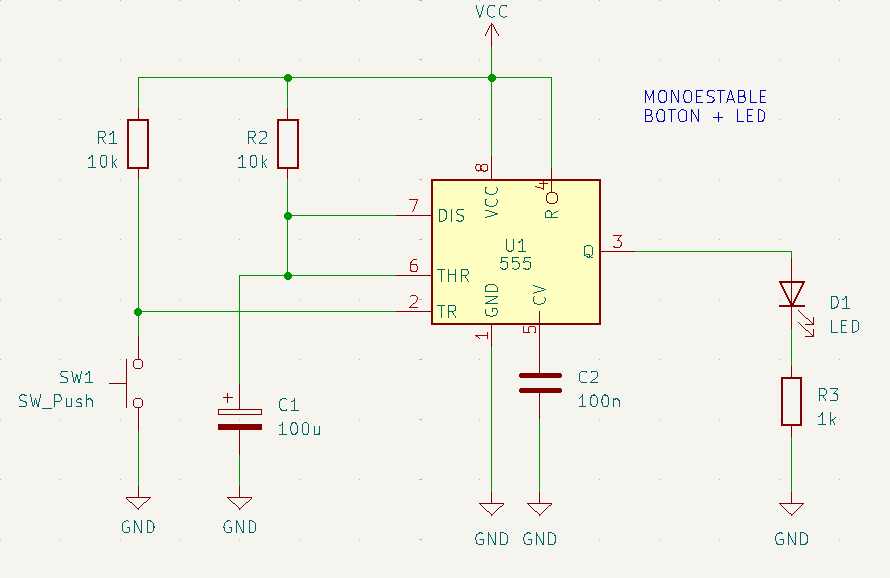 VCC
MONOESTABLE
BOTON + LED
R1
10k
R2
10k
8
VCC
4
R
7
DIS
U1
555
Q
3
6
THR
2
TR
GND
CV
1
5
D1
LED
SW1
SW_Push
+
C1
100u
C2
100n
R3
1k
GND
GND
GND
GND
GND